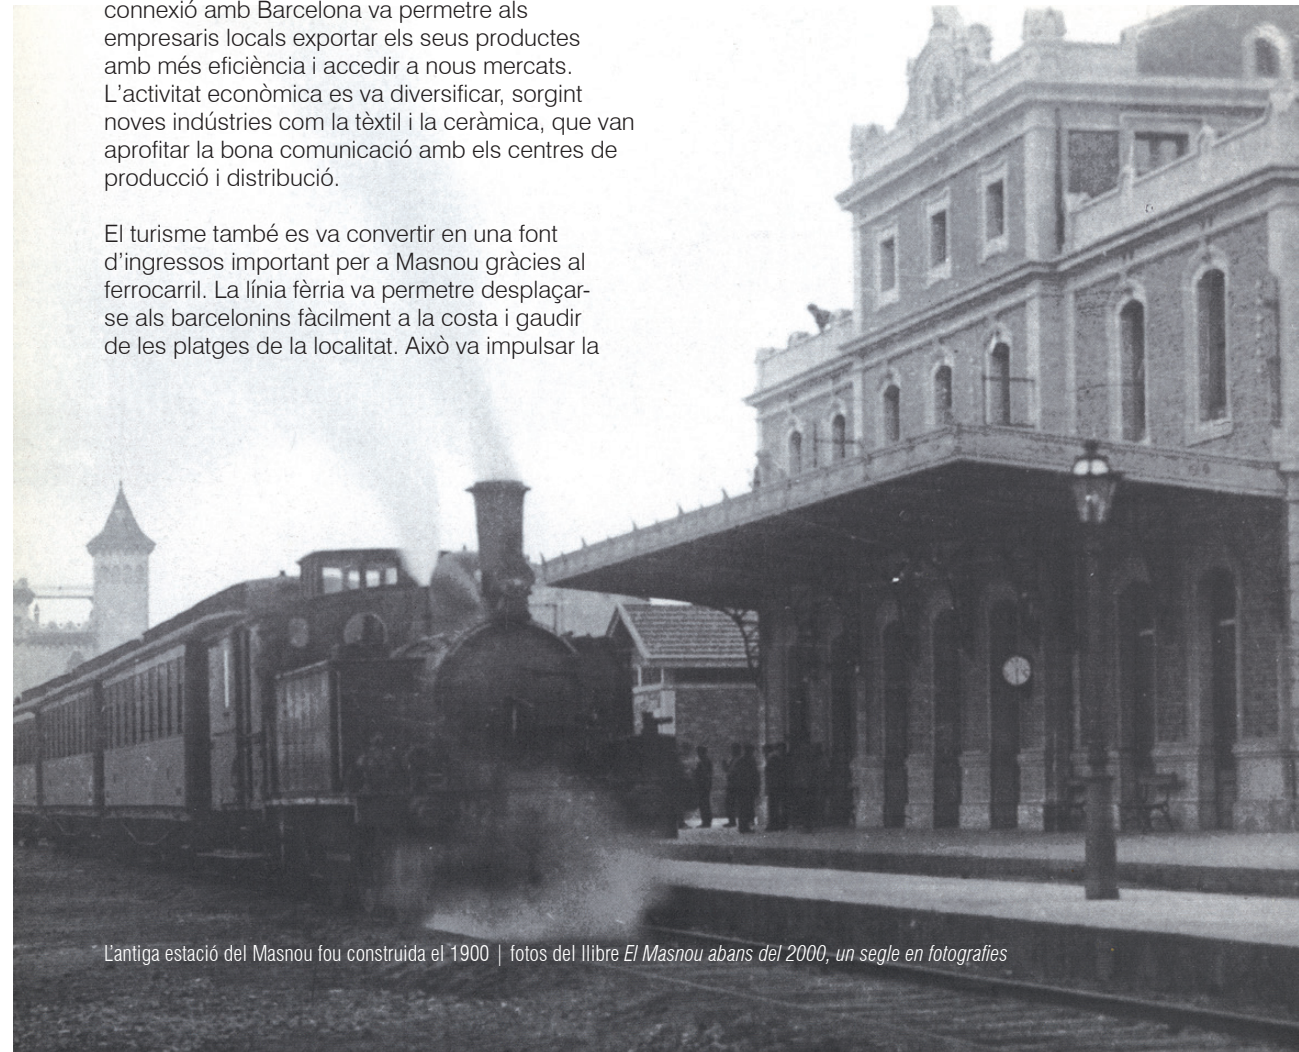 connexió amb Barcelona va permetre als
empresaris locals exportar els seus productes
amb més eficiència i accedir a nous mercats.
L'activitat econòmica es va diversificar, sorgint
noves indústries com la tèxtil i la ceràmica, que van
aprofitar la bona comunicació amb els centres de
producció i distribució.
El turisme també es va convertir en una font
d'ingressos important per a Masnou gràcies al
ferrocarril. La línia fèrria va permetre desplaçar-
se als barcelonins fàcilment a la costa i gaudir
de les platges de la localitat. Això va impulsar la
L'antiga estació del Masnou fou construida el 1900 | fotos del llibre El Masnou abans del 2000, un segle en fotografies